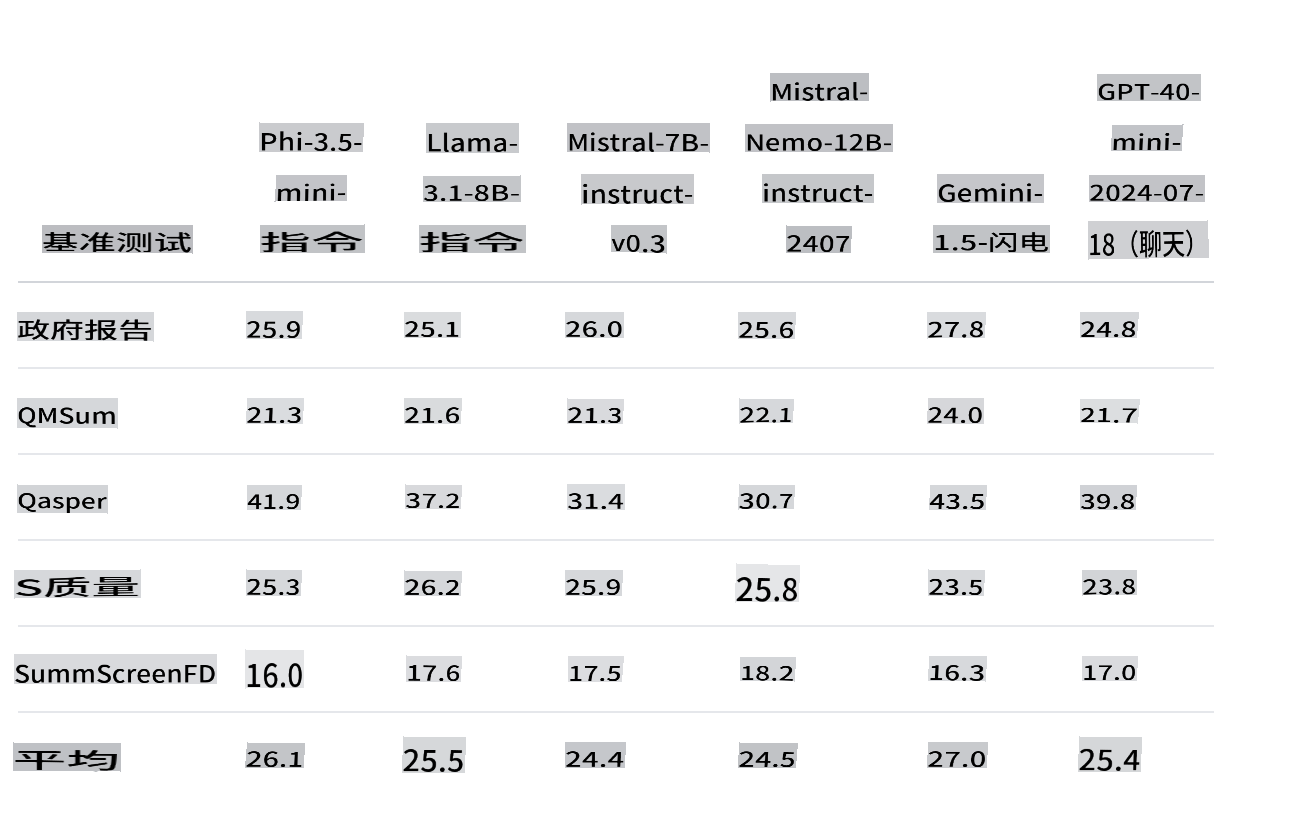 Mistral- GPT-40-
Phi-3.5- Llama- Mistral-7B- Nemo-12B- mini-
mini- 3.1-8B- instruct- instruct- Gemini- 2024-07-
基准测试 指令 指令 v0.3 2407 1.5-闪电 18（聊天）
政府报告 25.9 25.1 26.0 25.6 27.8 24.8
QMSum 21.3 21.6 21.3 22.1 24.0 21.7
Qasper 41.9 37.2 31.4 30.7 43.5 39.8
S质量 25.3 26.2 25.9 25.8 23.5 23.8
SummScreenFD 16.0 17.6 17.5 18.2 16.3 17.0
平均 26.1 25.5 24.4 24.5 27.0 25.4